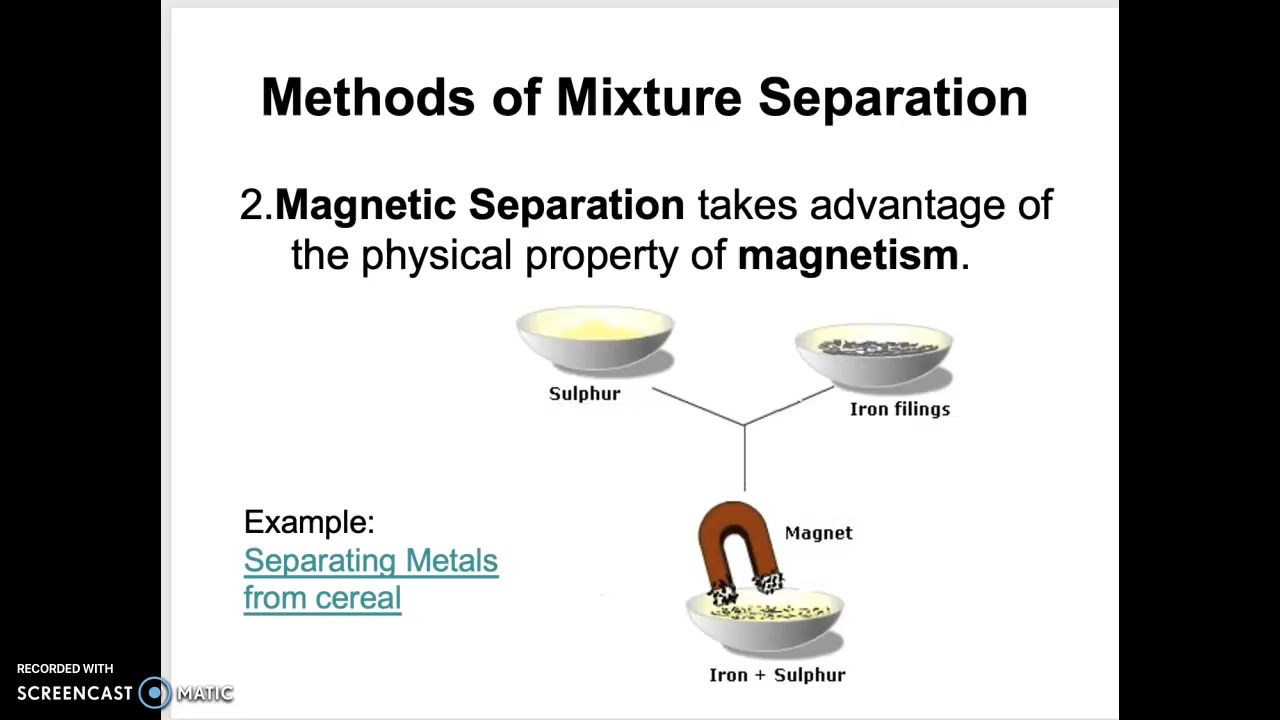 Methods of Mixture Separation
2.Magnetic Separation takes advantage of
the physical property of magnetism.
Sulphur
Iron filings
Example:
Separating Metals
from cereal
Magnet
Iron + Sulphur
RECORDED WITH
SCREENCAST MATIC